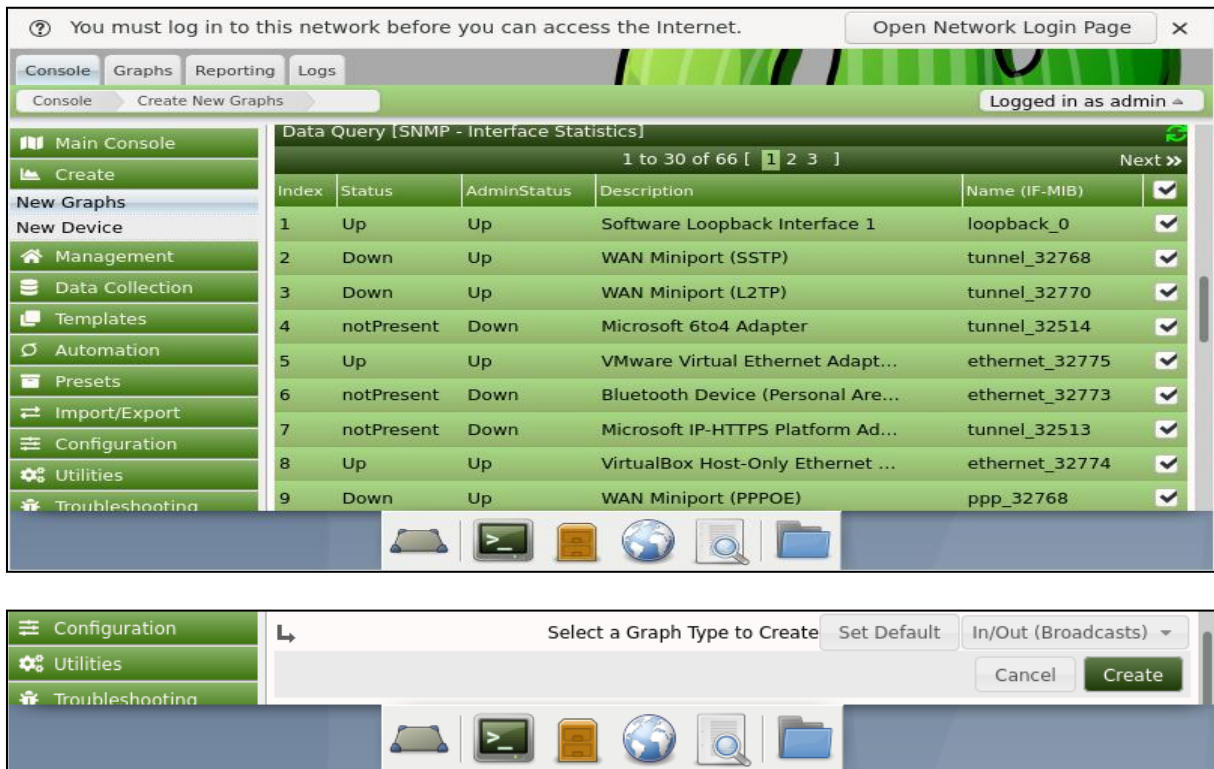 You must log in to this network before you can access the Internet. Open Network Login Page
Console Graphs Reporting Logs
Console Create New Graphs Logged in as admin
Main Console
Create
New Graphs
New Device
Management
Data Collection
Templates
Automation
Presets
Import/Export
Configuration
Utilities
Troubleshooting
Data Query [SNMP - Interface Statistics]
1 to 30 of 66 [ 1 2 3 ] Next »
Index Status AdminStatus Description Name (IF-MIB)
1 Up Up Software Loopback Interface 1 loopback_0
2 Down Up WAN Miniport (SSTP) tunnel_32768
3 Down Up WAN Miniport (L2TP) tunnel_32770
4 notPresent Down Microsoft 6to4 Adapter tunnel_32514
5 Up Up VMware Virtual Ethernet Adapt... ethernet_32775
6 notPresent Down Bluetooth Device (Personal Are... ethernet_32773
7 notPresent Down Microsoft IP-HTTPS Platform Ad... tunnel_32513
8 Up Up VirtualBox Host-Only Ethernet ... ethernet_32774
9 Down Up WAN Miniport (PPPOE) ppp_32768
Configuration
Utilities
Troubleshooting
Select a Graph Type to Create Set Default In/Out (Broadcasts)
Cancel Create